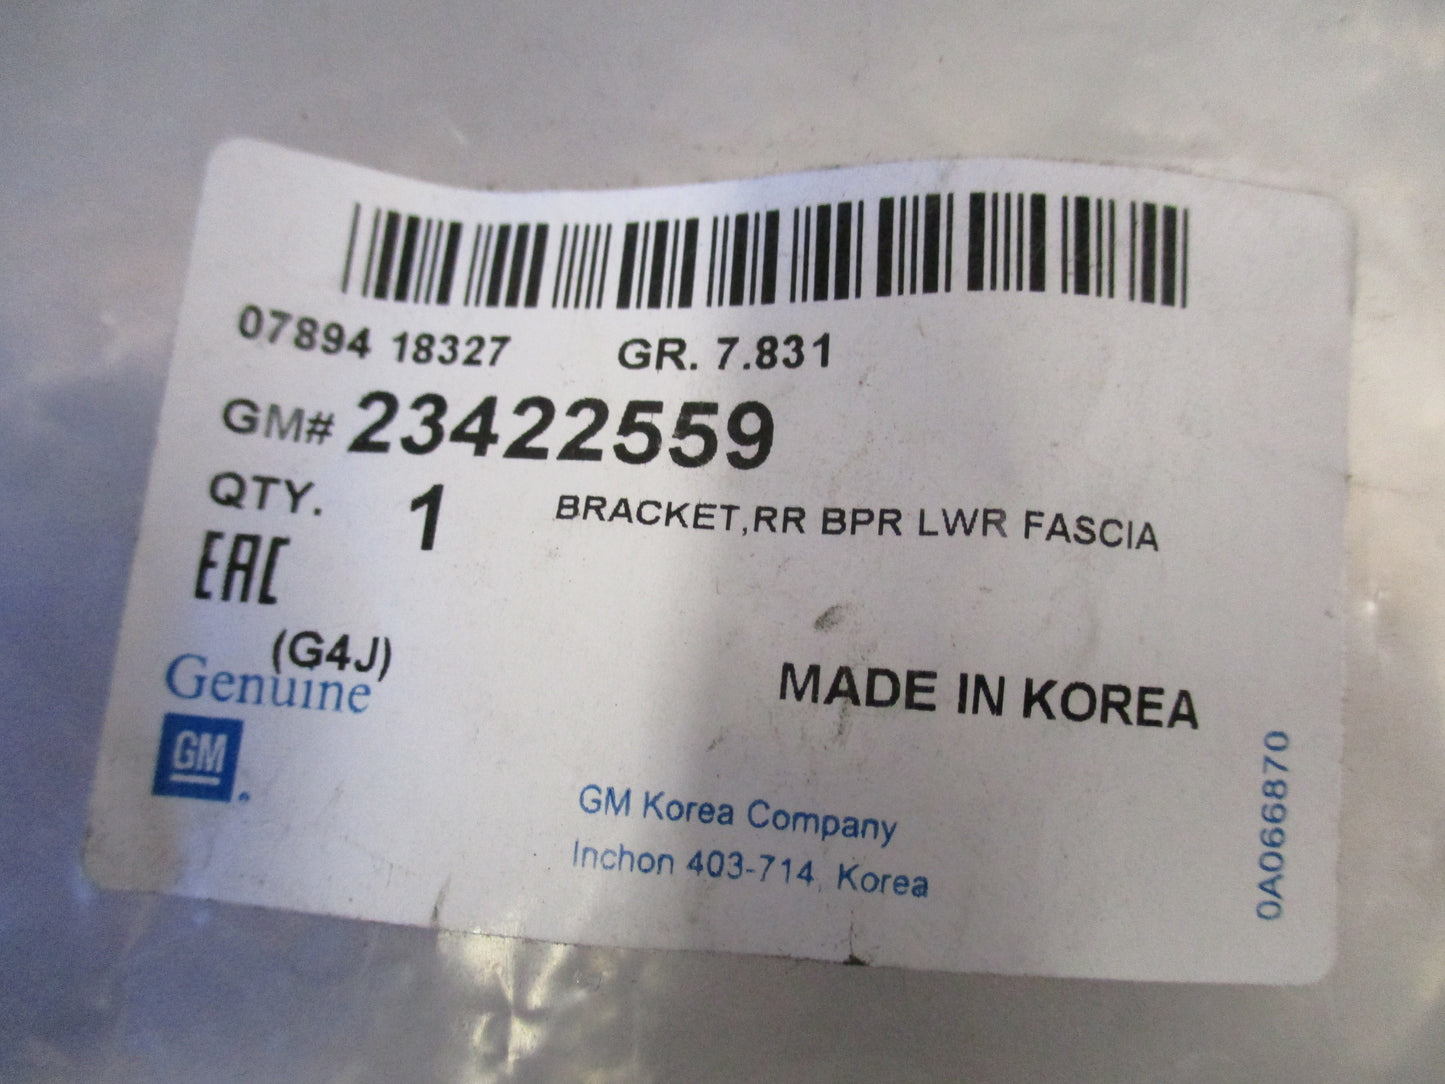 07894 18327 GR. 7.831
GM# 23422559
QTY. 1 BRACKET,RR BPR LWR FASCIA
EAC
(G4J)
Genuine
GM
MADE IN KOREA
GM Korea Company
Inchon 403-714, Korea
0A066870